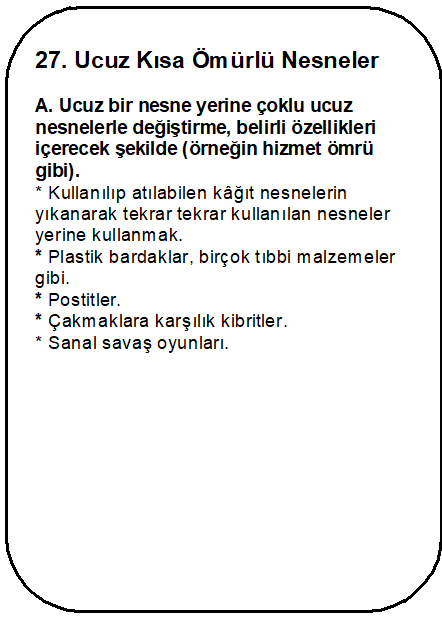 27. Ucuz Kısa Ömürlü Nesneler
A. Ucuz bir nesne yerine çoklu ucuz
nesnelerle değiştirme, belirli özellikleri
içerecek şekilde (örneğin hizmet ömrü
gibi).
* Kullanılıp atılabilen kâğıt nesnelerin
yıkanarak tekrar tekrar kullanılan nesneler
yerine kullanmak.
* Plastik bardaklar, birçok tıbbi malzemeler
gibi.
* Postitler.
* Çakmaklara karşılık kibritler.
* Sanal savaş oyunları.